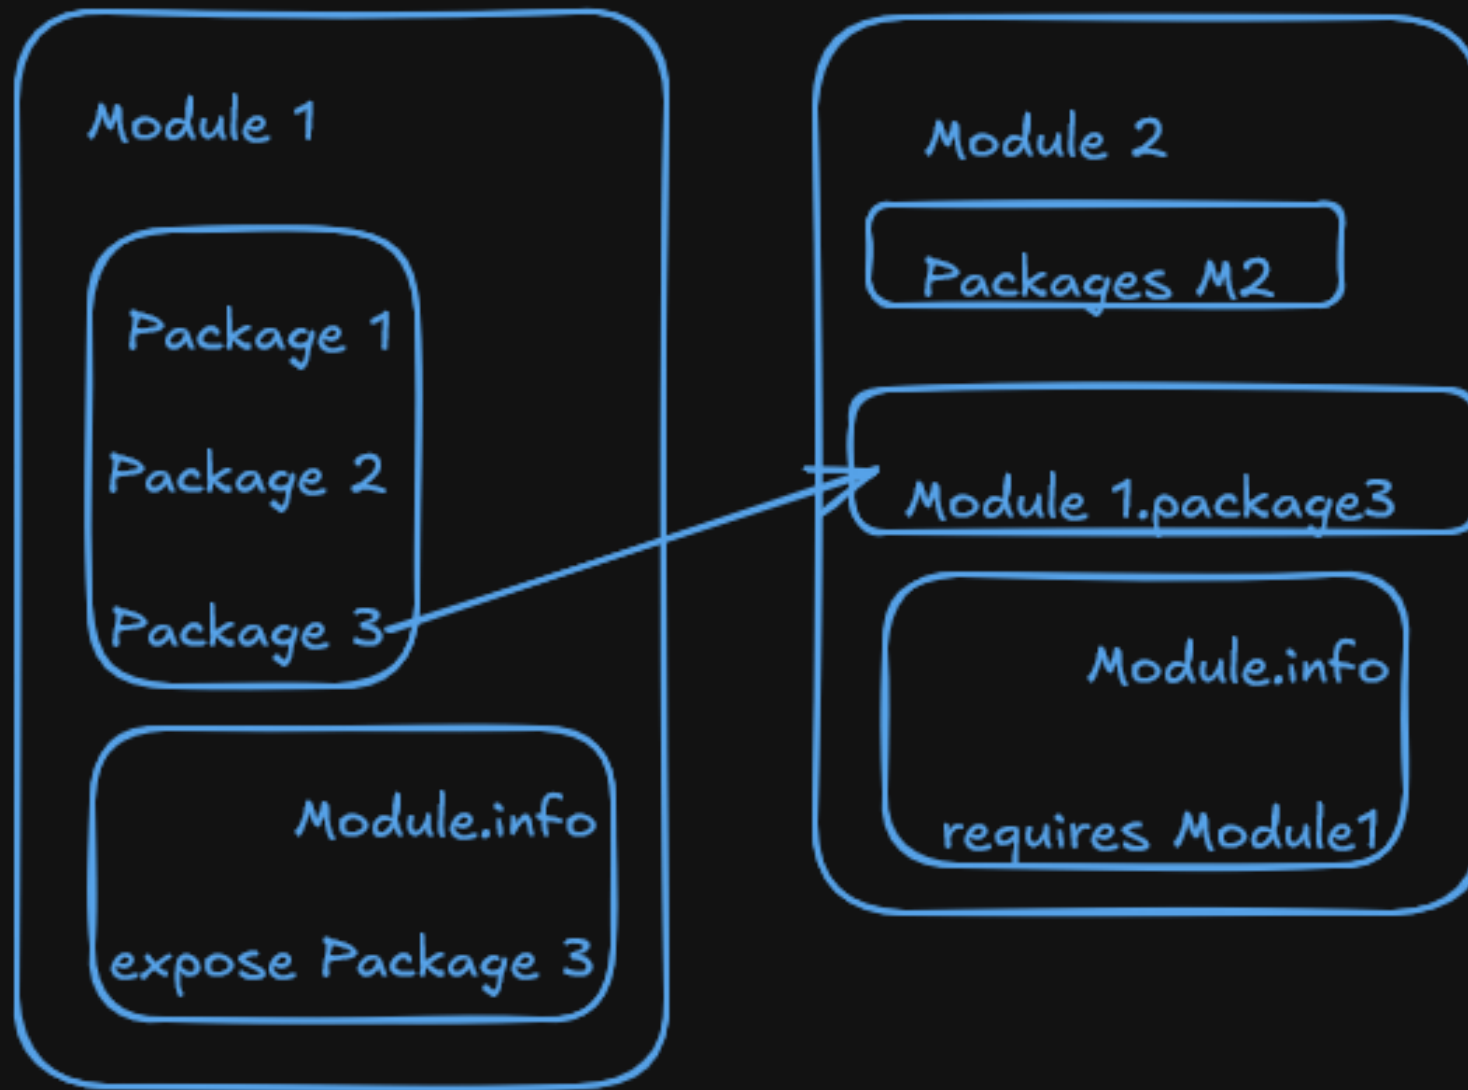 Module 1
Package 1
Package 2
Package 3
Module.info
expose Package 3
Module 2
Packages M2
Module 1.package3
Module.info
requires Module1